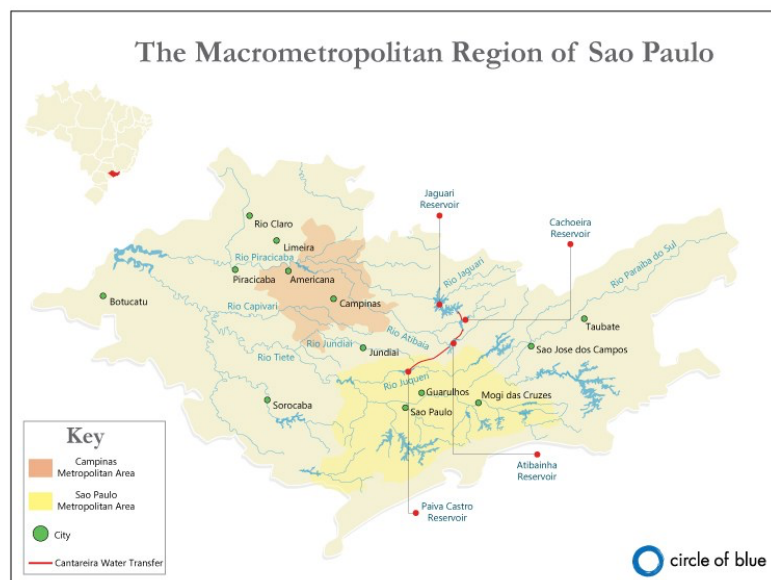 The Macrometropolitan Region of Sao Paulo
Jaguari
Reservoir
Cachoeira
Reservoir
Rio Claro
Limeira
Rio Piracicaba
Rio Jaguari
Rio Paraiba do Sul
Piracicaba
Americana
Botucatu
Campinas
Rio Capivari
Taubate
Rio Atibaia
Rio Jundiai
Jundiai
Sao Jose dos Campos
Rio Tiete
Rio Juqueri
Guarulhos
Mogi das Cruzes
Sorocaba
Sao Paulo
Key
Campinas
Metropolitan Area
Sao Paulo
Metropolitan Area
City
Cantareira Water Transfer
Atibainha
Reservoir
Paiva Castro
Reservoir
circle of blue